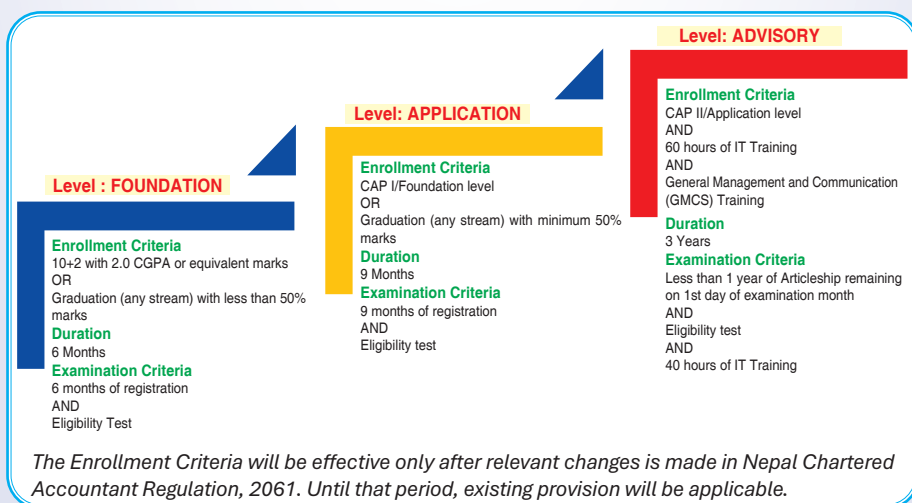 Level : FOUNDATION
Enrollment Criteria
10+2 with 2.0 CGPA or equivalent marks
OR
Graduation (any stream) with less than 50%
marks
Duration
6 Months
Examination Criteria
6 months of registration
AND
Eligibility Test
Level: APPLICATION
Enrollment Criteria
CAP I/Foundation level
OR
Graduation (any stream) with minimum 50%
marks
Duration
9 Months
Examination Criteria
9 months of registration
AND
Eligibility test
Level: ADVISORY
Enrollment Criteria
CAP II/Application level
AND
60 hours of IT Training
AND
General Management and Communication
(GMCS) Training
Duration
3 Years
Examination Criteria
Less than 1 year of Articleship remaining
on 1st day of examination month
AND
Eligibility test
AND
40 hours of IT Training
The Enrollment Criteria will be effective only after relevant changes is made in Nepal Chartered
Accountant Regulation, 2061. Until that period, existing provision will be applicable.